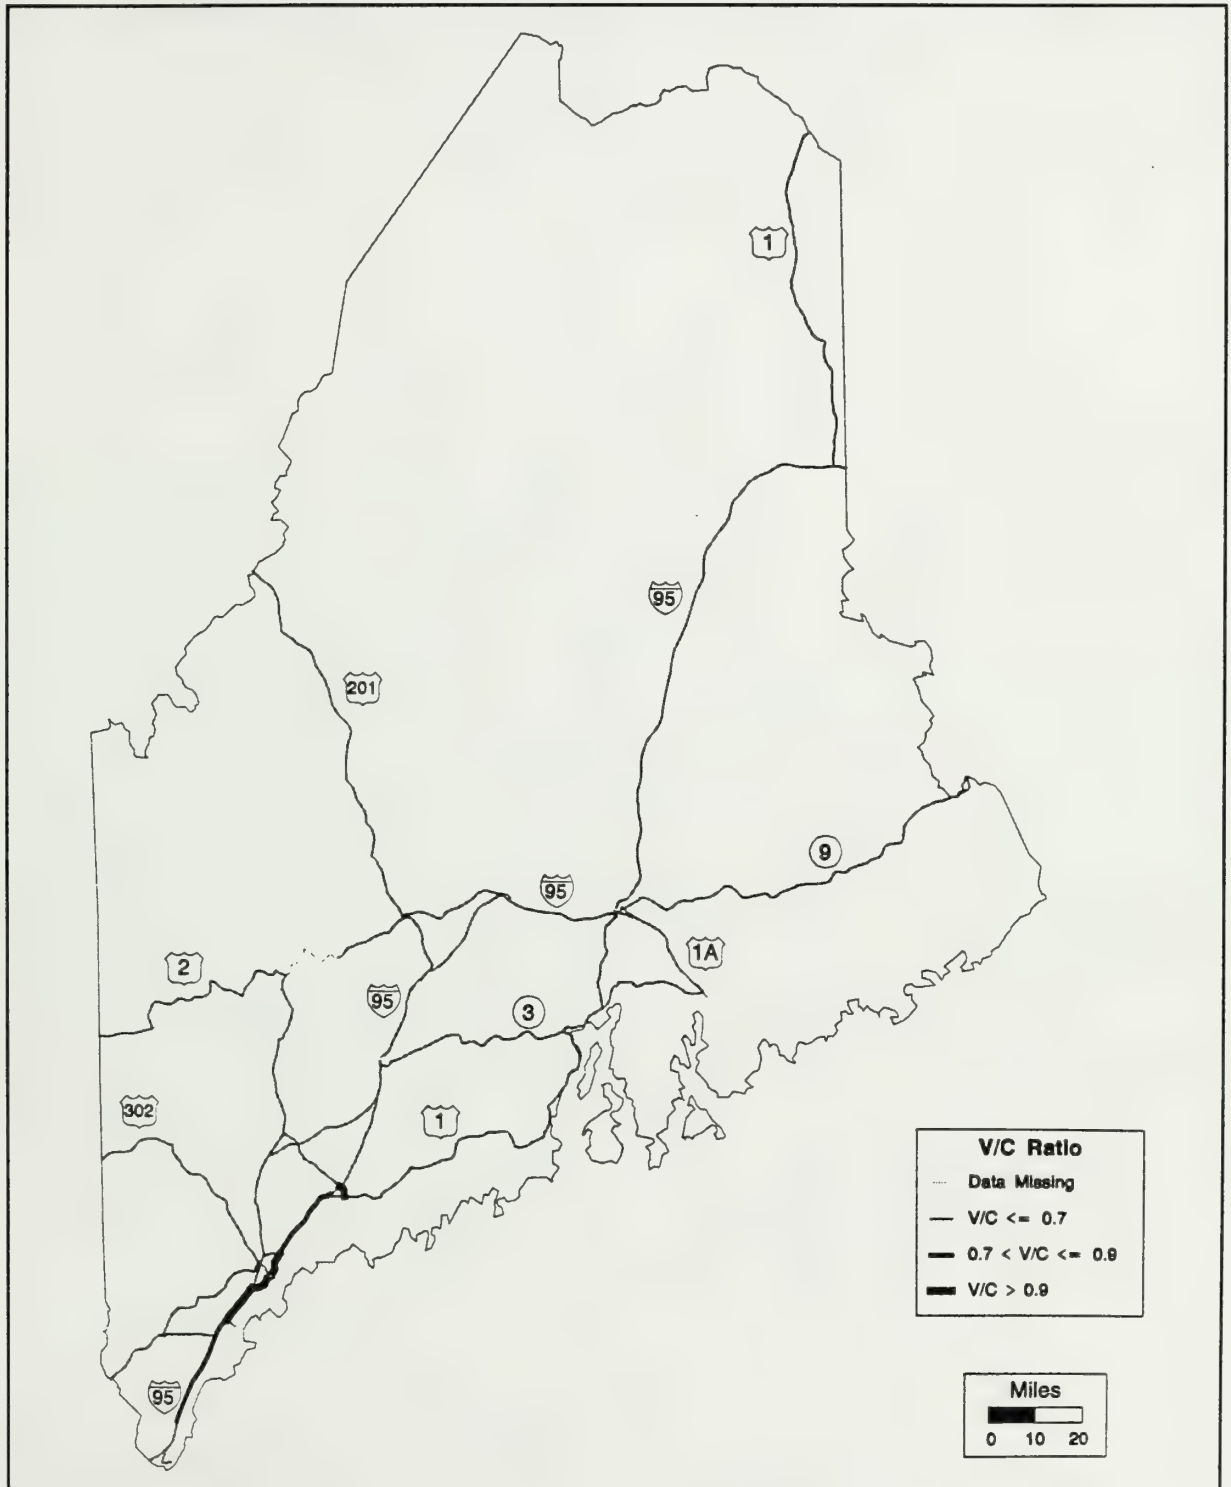 1
95
201
9
95
1A
2
95
3
302
1
V/C Ratio
Data Missing
V/C <= 0.7
0.7 < V/C <= 0.9
V/C > 0.9
95
Miles
0 10 20